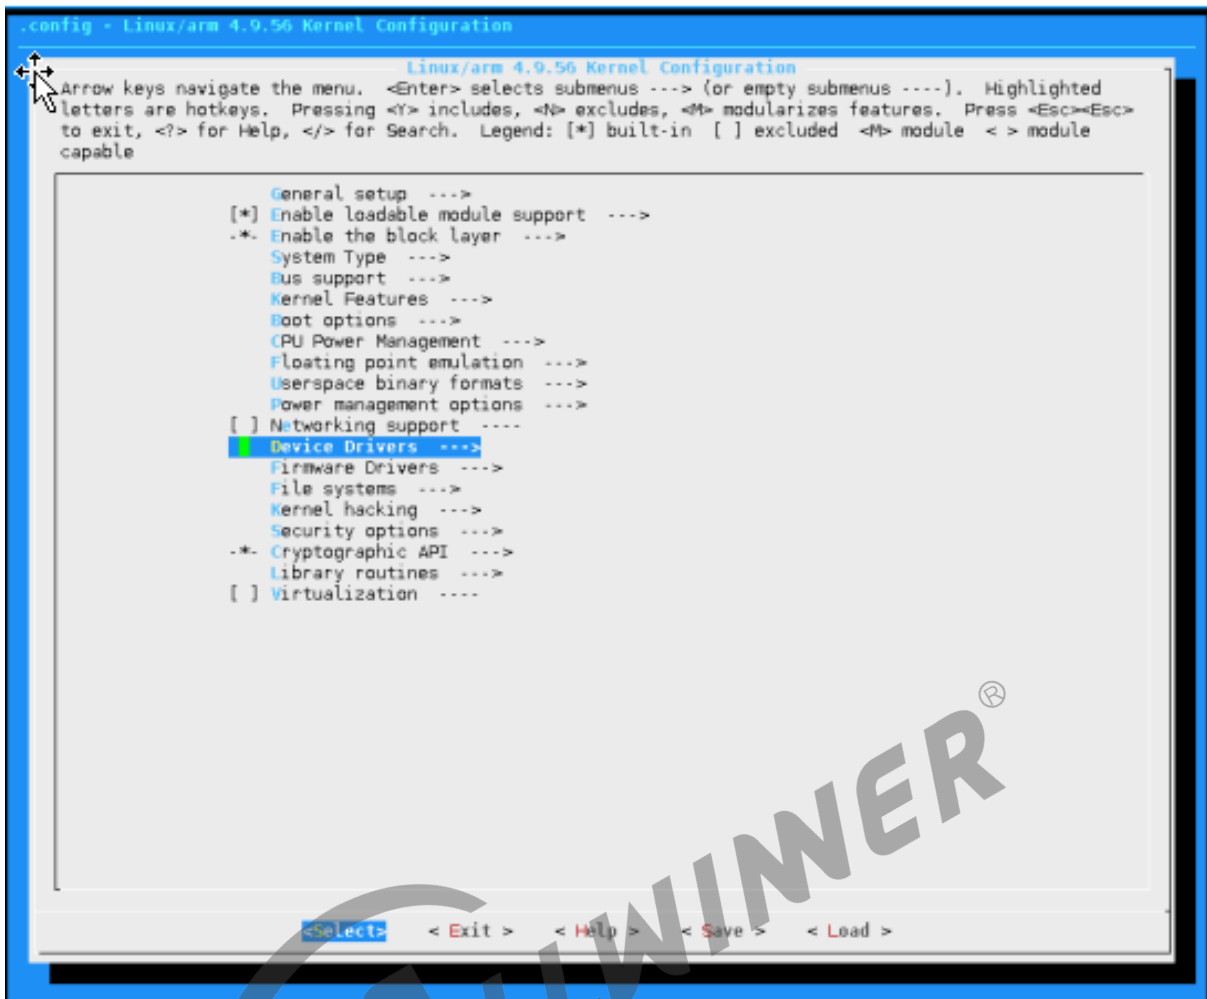 .config - Linux/arm 4.9.56 Kernel Configuration
Linux/arm 4.9.56 Kernel Configuration
Arrow keys navigate the menu.  <Enter> selects submenus ---> (or empty submenus ----).  Highlighted
letters are hotkeys.  Pressing <Y> includes, <N> excludes, <M> modularizes features.  Press <Esc><Esc>
to exit, <?> for Help, </> for Search.  Legend: [*] built-in  [ ] excluded  <M> module  < > module
capable
General setup  --->
[*] Enable loadable module support  --->
-*- Enable the block layer  --->
System Type  --->
Bus support  --->
Kernel Features  --->
Boot options  --->
CPU Power Management  --->
Floating point emulation  --->
Userspace binary formats  --->
Power management options  --->
[ ] Networking support  ----
Device Drivers  --->
Firmware Drivers  --->
File systems  --->
Kernel hacking  --->
Security options  --->
-*- Cryptographic API  --->
Library routines  --->
[ ] Virtualization  ----
<Select>    < Exit >    < Help >    < Save >    < Load >
WINNER®